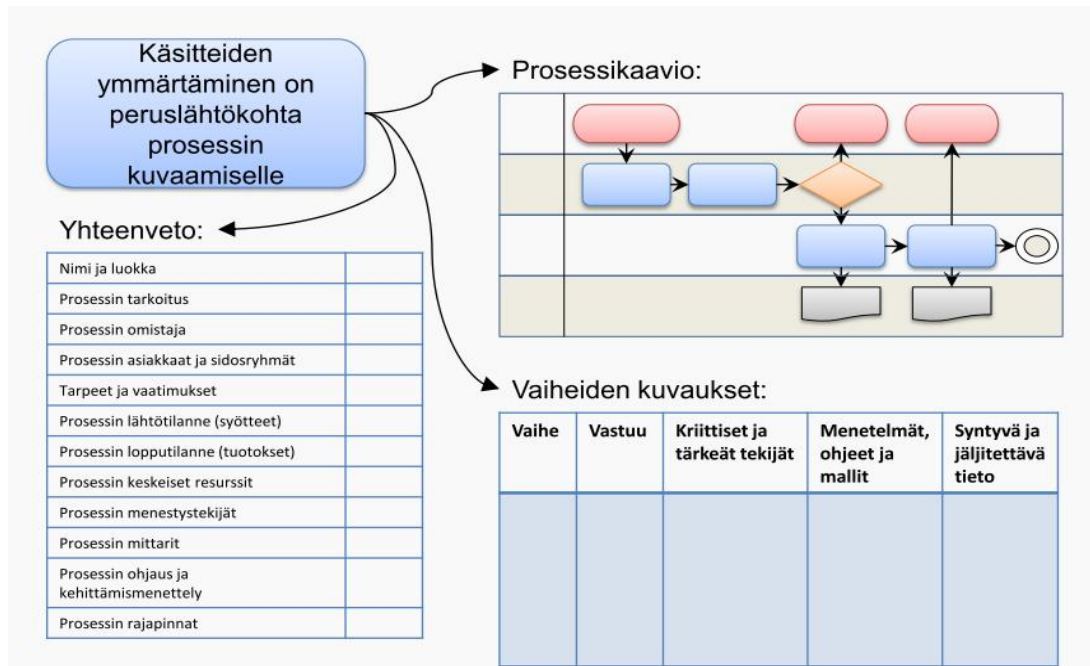 Käsitteiden
ymmärtäminen on
peruslähtökohta
prosessin
kuvaamiselle
Prosessikaavio:
Yhteenveto:
Nimi ja luokka
Prosessin tarkoitus
Prosessin omistaja
Prosessin asiakkaat ja sidosryhmät
Tarpeet ja vaatimukset
Prosessin lähtötilanne (syötteet)
Prosessin lopputilanne (tuotokset)
Prosessin keskeiset resurssit
Prosessin menestystekijät
Prosessin mittarit
Prosessin ohjaus ja
kehittämismenettely
Prosessin rajapinnat
Vaiheiden kuvaukset:
Vaihe
Vastuu
Kriittiset ja
tärkeät tekijät
Menetelmät,
ohjeet ja
mallit
Syntyvä ja
jäljitettävä
tieto